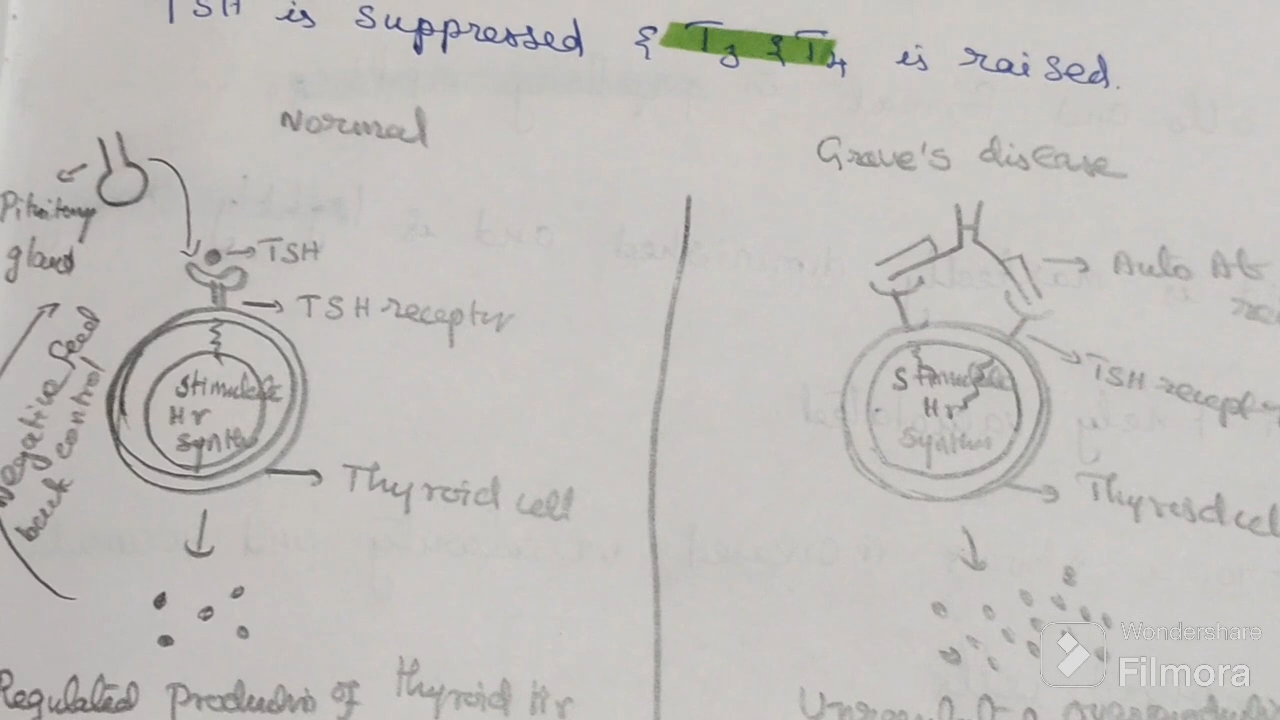 TSH is suppressed & T3 & T4 is raised.
Normal
Grave's disease
Pituitary
gland
TSH
TSH receptor
Stimulate
Hr
Synth
Negative feed
back control
Thyroid cell
Regulated Production of thyroid Hr
Auto Ab
TSH receptor
Stimulate
Hr
Synthes
Thyroid cel
Wondershare
Filmora